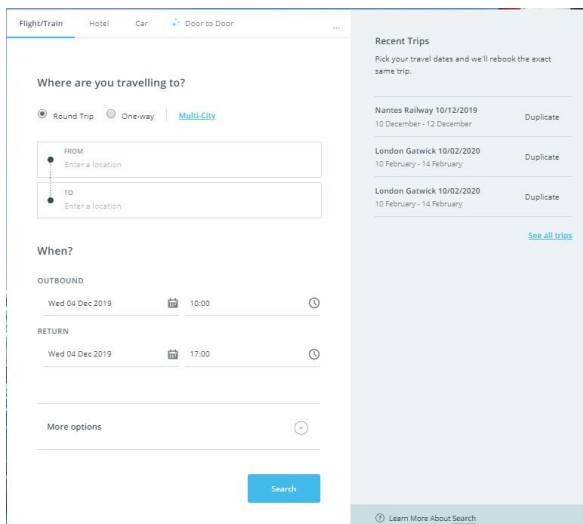 Flight/Train Hotel Car Door to Door ...
Where are you travelling to?
Round Trip One-way Multi-City
FROM
Enter a location
TO
Enter a location
When?
OUTBOUND
Wed 04 Dec 2019 10:00
RETURN
Wed 04 Dec 2019 17:00
More options
Search
Recent Trips
Pick your travel dates and we'll rebook the exact
same trip.
Nantes Railway 10/12/2019
10 December - 12 December
Duplicate
London Gatwick 10/02/2020
10 February - 14 February
Duplicate
London Gatwick 10/02/2020
10 February - 14 February
Duplicate
See all trips
Learn More About Search